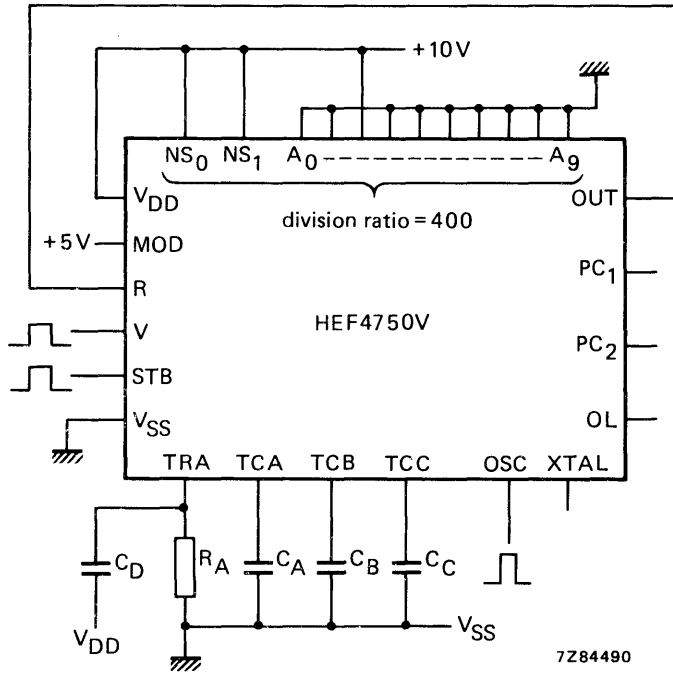 +10V
NS0 NS1 A0 A9
VDD OUT
division ratio = 400
+5V MOD
PC1
R
HEF4750V
V
PC2
STB
VSS OL
TRA TCA TCB TCC OSC XTAL
CD RA CA CB CC
VDD VSS
7Z84490